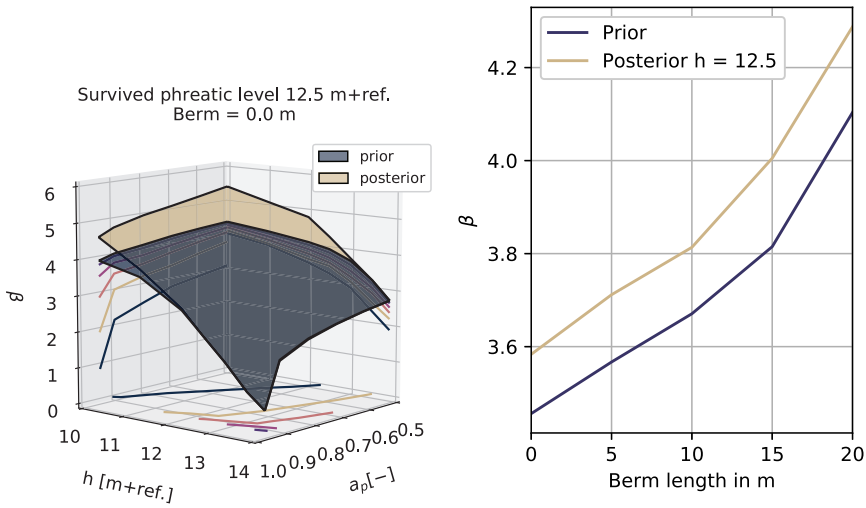 Survived phreatic level 12.5 m+ref.
Berm = 0.0 m
prior
posterior
6
5
4
3
2
1
0
β
10
11
12
13
14
h [m+ref.]
1.0
0.9
0.8
0.7
0.6
0.5
a_p[−]
Prior
Posterior h = 12.5
4.2
4.0
3.8
3.6
β
0
5
10
15
20
Berm length in m